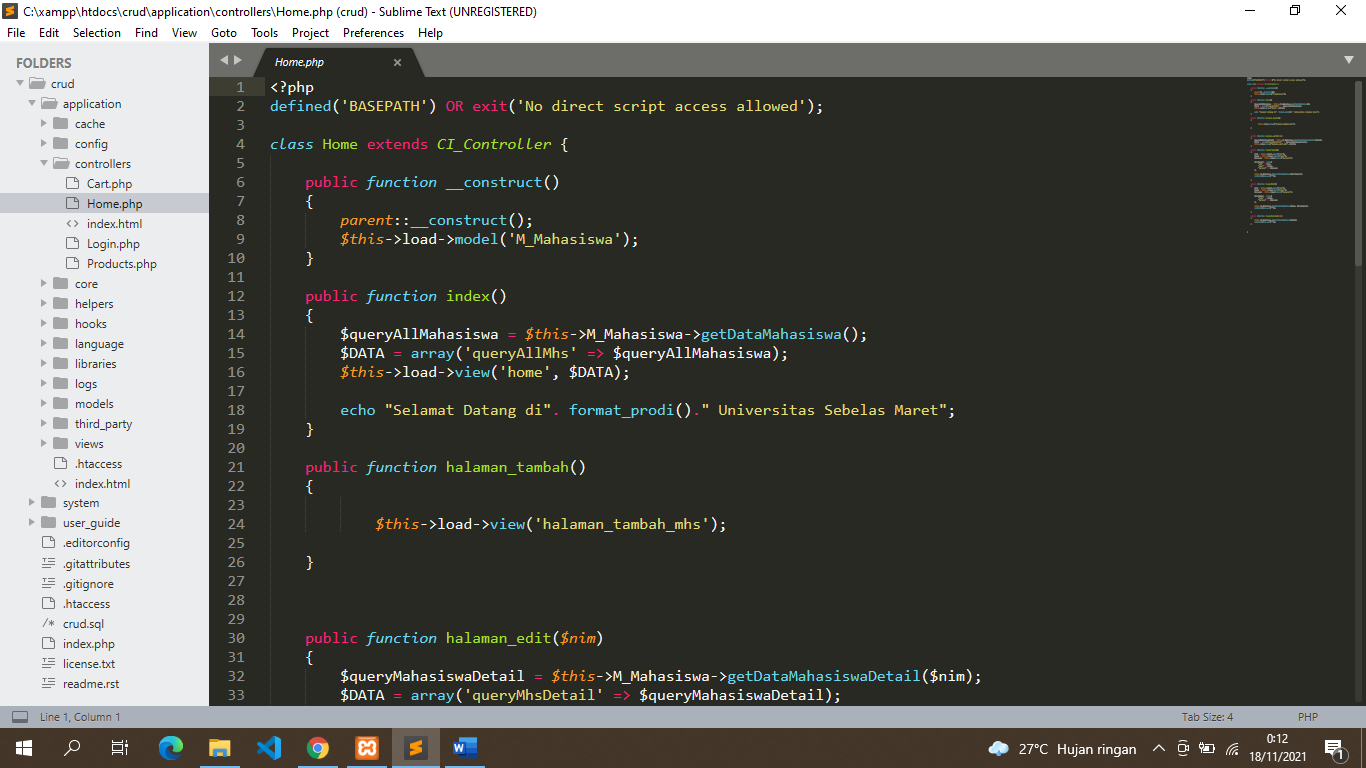 C:\xampp\htdocs\crud\application\controllers\Home.php (crud) - Sublime Text (UNREGISTERED)
File Edit Selection Find View Goto Tools Project Preferences Help
FOLDERS
crud
application
cache
config
controllers
Cart.php
Home.php
index.html
Login.php
Products.php
core
helpers
hooks
language
libraries
logs
models
third_party
views
.htaccess
index.html
system
user_guide
.editorconfig
.gitattributes
.gitignore
.htaccess
crud.sql
index.php
license.txt
readme.rst
Home.php
1 <?php
2 defined('BASEPATH') OR exit('No direct script access allowed');
3
4 class Home extends CI_Controller {
5
6 public function __construct()
7 {
8 parent::__construct();
9 $this->load->model('M_Mahasiswa');
10 }
11
12 public function index()
13 {
14 $queryAllMahasiswa = $this->M_Mahasiswa->getDataMahasiswa();
15 $DATA = array('queryAllMhs' => $queryAllMahasiswa);
16 $this->load->view('home', $DATA);
17
18 echo "Selamat Datang di". format_prodi()." Universitas Sebelas Maret";
19 }
20
21 public function halaman_tambah()
22 {
23
24 $this->load->view('halaman_tambah_mhs');
25
26 }
27
28
29
30 public function halaman_edit($nim)
31 {
32 $queryMahasiswaDetail = $this->M_Mahasiswa->getDataMahasiswaDetail($nim);
33 $DATA = array('queryMhsDetail' => $queryMahasiswaDetail);
Line 1, Column 1
Tab Size: 4
PHP
27°C Hujan ringan
0:12
18/11/2021
1